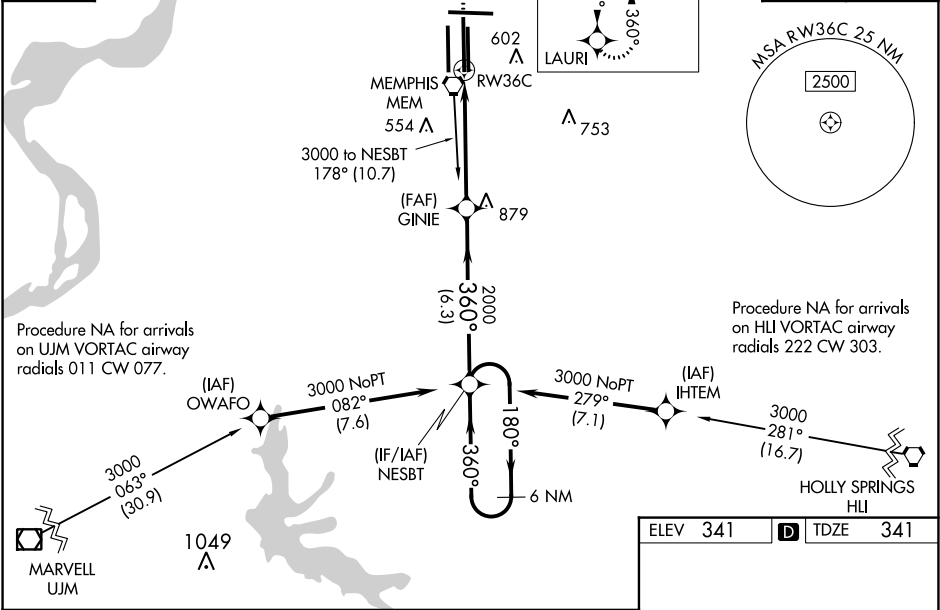 602
360°
°
LAURI
MSA RW36C 25 NM
2500
MEMPHIS
MEM
RW36C
554
753
3000 to NESBT
178° (10.7)
(FAF)
GINIE
879
2000
360°
(6.3)
Procedure NA for arrivals
on UJM VORTAC airway
radials 011 CW 077.
Procedure NA for arrivals
on HLI VORTAC airway
radials 222 CW 303.
(IAF)
OWAFO
3000 NoPT
082°
(7.6)
3000 NoPT
279°
(7.1)
(IAF)
IHTEM
3000
281°
(16.7)
(IF/IAF)
NESBT
360°
180°
6 NM
3000
063°
(30.9)
HOLLY SPRINGS
HLI
MARVELL
UJM
1049
ELEV 341 D TDZE 341